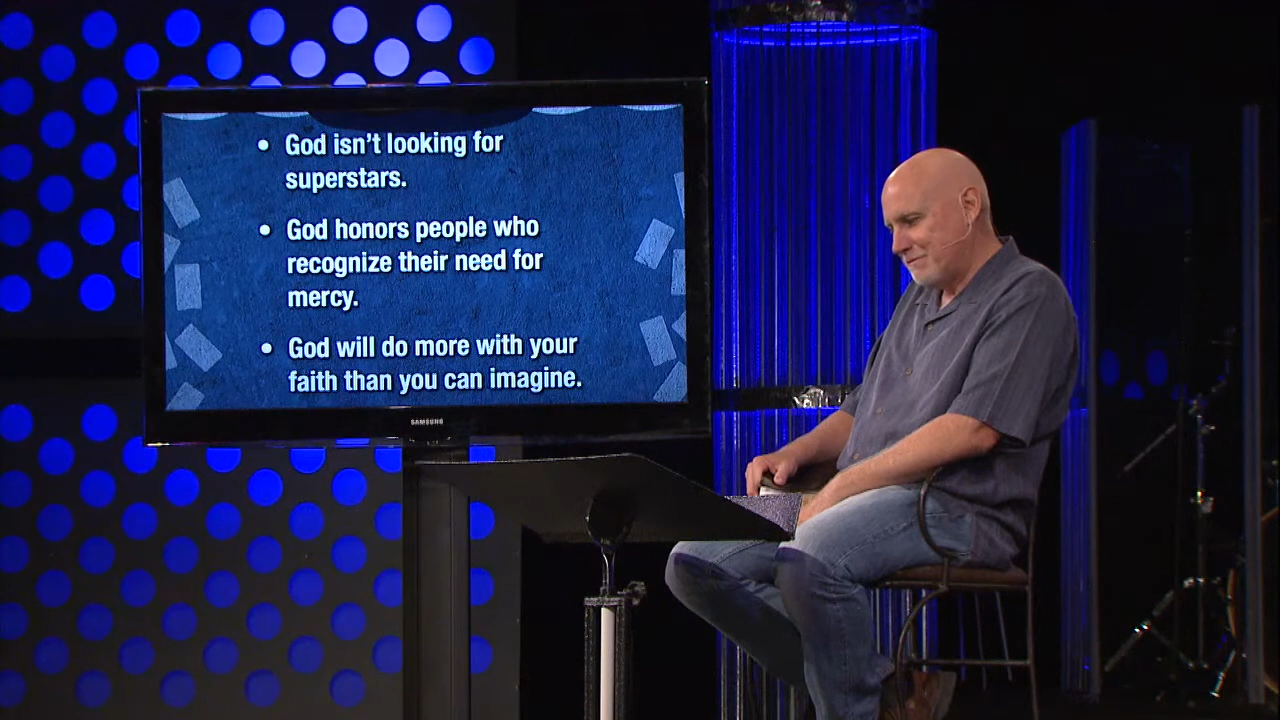 • God isn't looking for
superstars.
• God honors people who
recognize their need for
mercy.
• God will do more with your
faith than you can imagine.
SAMSUNG